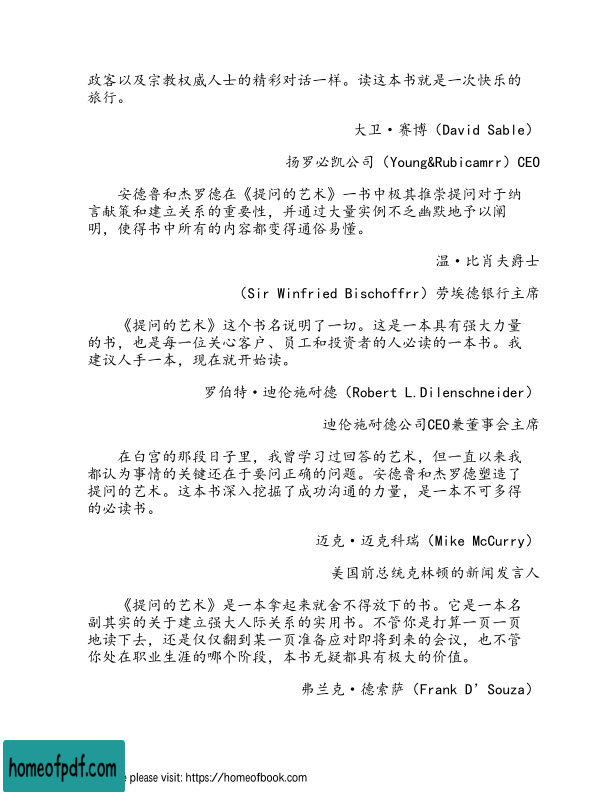 政客以及宗教权威人士的精彩对话一样。读这本书就是一次快乐的
旅行。
大卫·赛博（David Sable）
扬罗必凯公司（Young&Rubicamrr）CEO
安德鲁和杰罗德在《提问的艺术》一书中极其推崇提问对于纳
言献策和建立关系的重要性，并通过大量实例不乏幽默地予以阐
明，使得书中所有的内容都变得通俗易懂。
温·比肖夫爵士
（Sir Winfried Bischoffrr）劳埃德银行主席
《提问的艺术》这个书名说明了一切。这是一本具有强大力量
的书，也是每一位关心客户、员工和投资者的人必读的一本书。我
建议人手一本，现在就开始读。
罗伯特·迪伦施耐德（Robert L.Dilenschneider）
迪伦施耐德公司CEO兼董事会主席
在白宫的那段日子里，我曾学习过回答的艺术，但一直以来我
都认为事情的关键还在于要问正确的问题。安德鲁和杰罗德塑造了
提问的艺术。这本书深入挖掘了成功沟通的力量，是一本不可多得
的必读书。
迈克·迈克科瑞（Mike McCurry）
美国前总统克林顿的新闻发言人
《提问的艺术》是一本拿起来就舍不得放下的书。它是一本名
副其实的关于建立强大人际关系的实用书。不管你是打算一页一页
地读下去，还是仅仅翻到某一页准备应对即将到来的会议，也不管
你处在职业生涯的哪个阶段，本书无疑都具有极大的价值。
弗兰克·德索萨（Frank D’Souza）
homeofpdf.com
e please visit: https://homeofbook.com